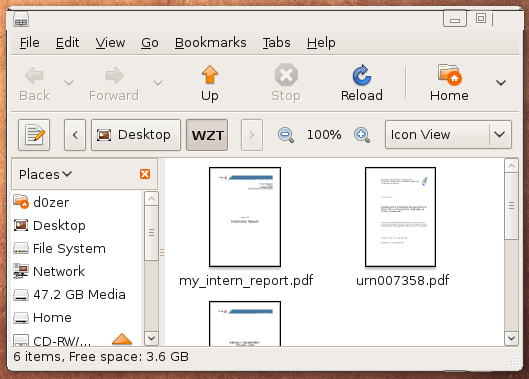 File Edit View Go Bookmarks Tabs Help
Back Forward Up Stop Reload Home
Desktop WZT 100% Icon View
Places
d0zer
Desktop
File System
Network
47.2 GB Media
Home
CD-RW/...
Internship Report
my_intern_report.pdf urn007358.pdf
6 items, Free space: 3.6 GB